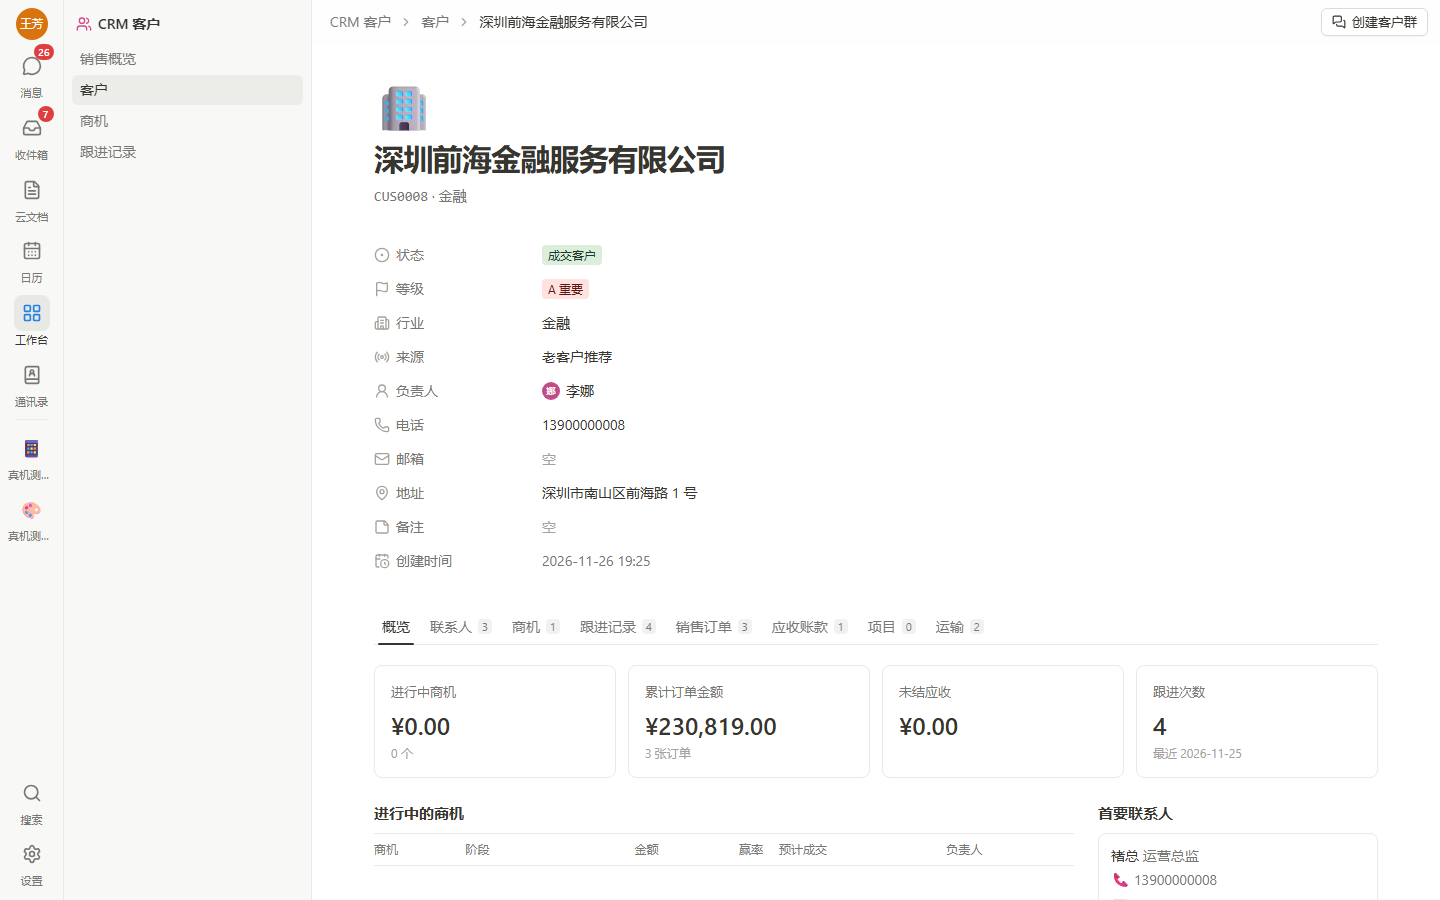 王芳
26
消息
7
收件箱
云文档
日历
工作台
通讯录
真机测...
真机测...
搜索
设置
CRM 客户
销售概览
客户
商机
跟进记录
CRM 客户 > 客户 > 深圳前海金融服务有限公司
创建客户群
深圳前海金融服务有限公司
CUS0008 · 金融
状态 成交客户
等级 A 重要
行业 金融
来源 老客户推荐
负责人 娜 李娜
电话 13900000008
邮箱 空
地址 深圳市南山区前海路 1 号
备注 空
创建时间 2026-11-26 19:25
概览 联系人 3 商机 1 跟进记录 4 销售订单 3 应收账款 1 项目 0 运输 2
进行中商机
¥0.00
0 个
累计订单金额
¥230,819.00
3 张订单
未结应收
¥0.00
跟进次数
4
最近 2026-11-25
进行中的商机
商机 阶段 金额 赢率 预计成交 负责人
首要联系人
褚总 运营总监
13900000008